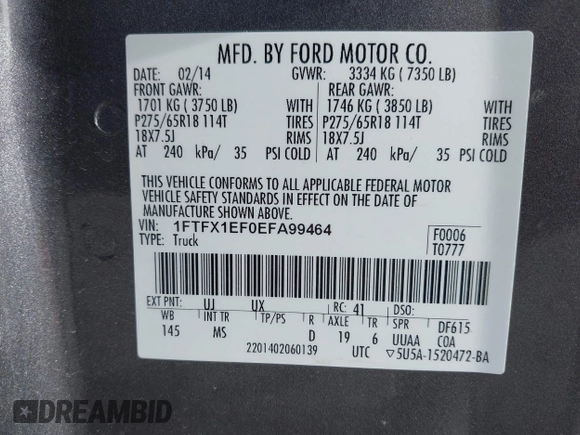 MFD. BY FORD MOTOR CO.
DATE: 02/14 GVWR: 3334 KG ( 7350 LB)
FRONT GAWR: REAR GAWR:
1701 KG ( 3750 LB) WITH 1746 KG ( 3850 LB) WITH
P275/65R18 114T TIRES P275/65R18 114T TIRES
18X7.5J RIMS 18X7.5J RIMS
AT 240 kPa/ 35 PSI COLD AT 240 kPa/ 35 PSI COLD
THIS VEHICLE CONFORMS TO ALL APPLICABLE FEDERAL MOTOR
VEHICLE SAFETY STANDARDS IN EFFECT ON THE DATE OF
MANUFACTURE SHOWN ABOVE.
VIN: 1FTFX1EF0EFA99464 F0006
TYPE: Truck T0777
EXT PNT: UJ UX RC: 41 DSO:
WB INT TR TP/PS R AXLE TR SPR DF615
145 MS D 19 6 UUAA COA
2201402060139 UTC ▽5U5A-1520472-BA
DREAMBID